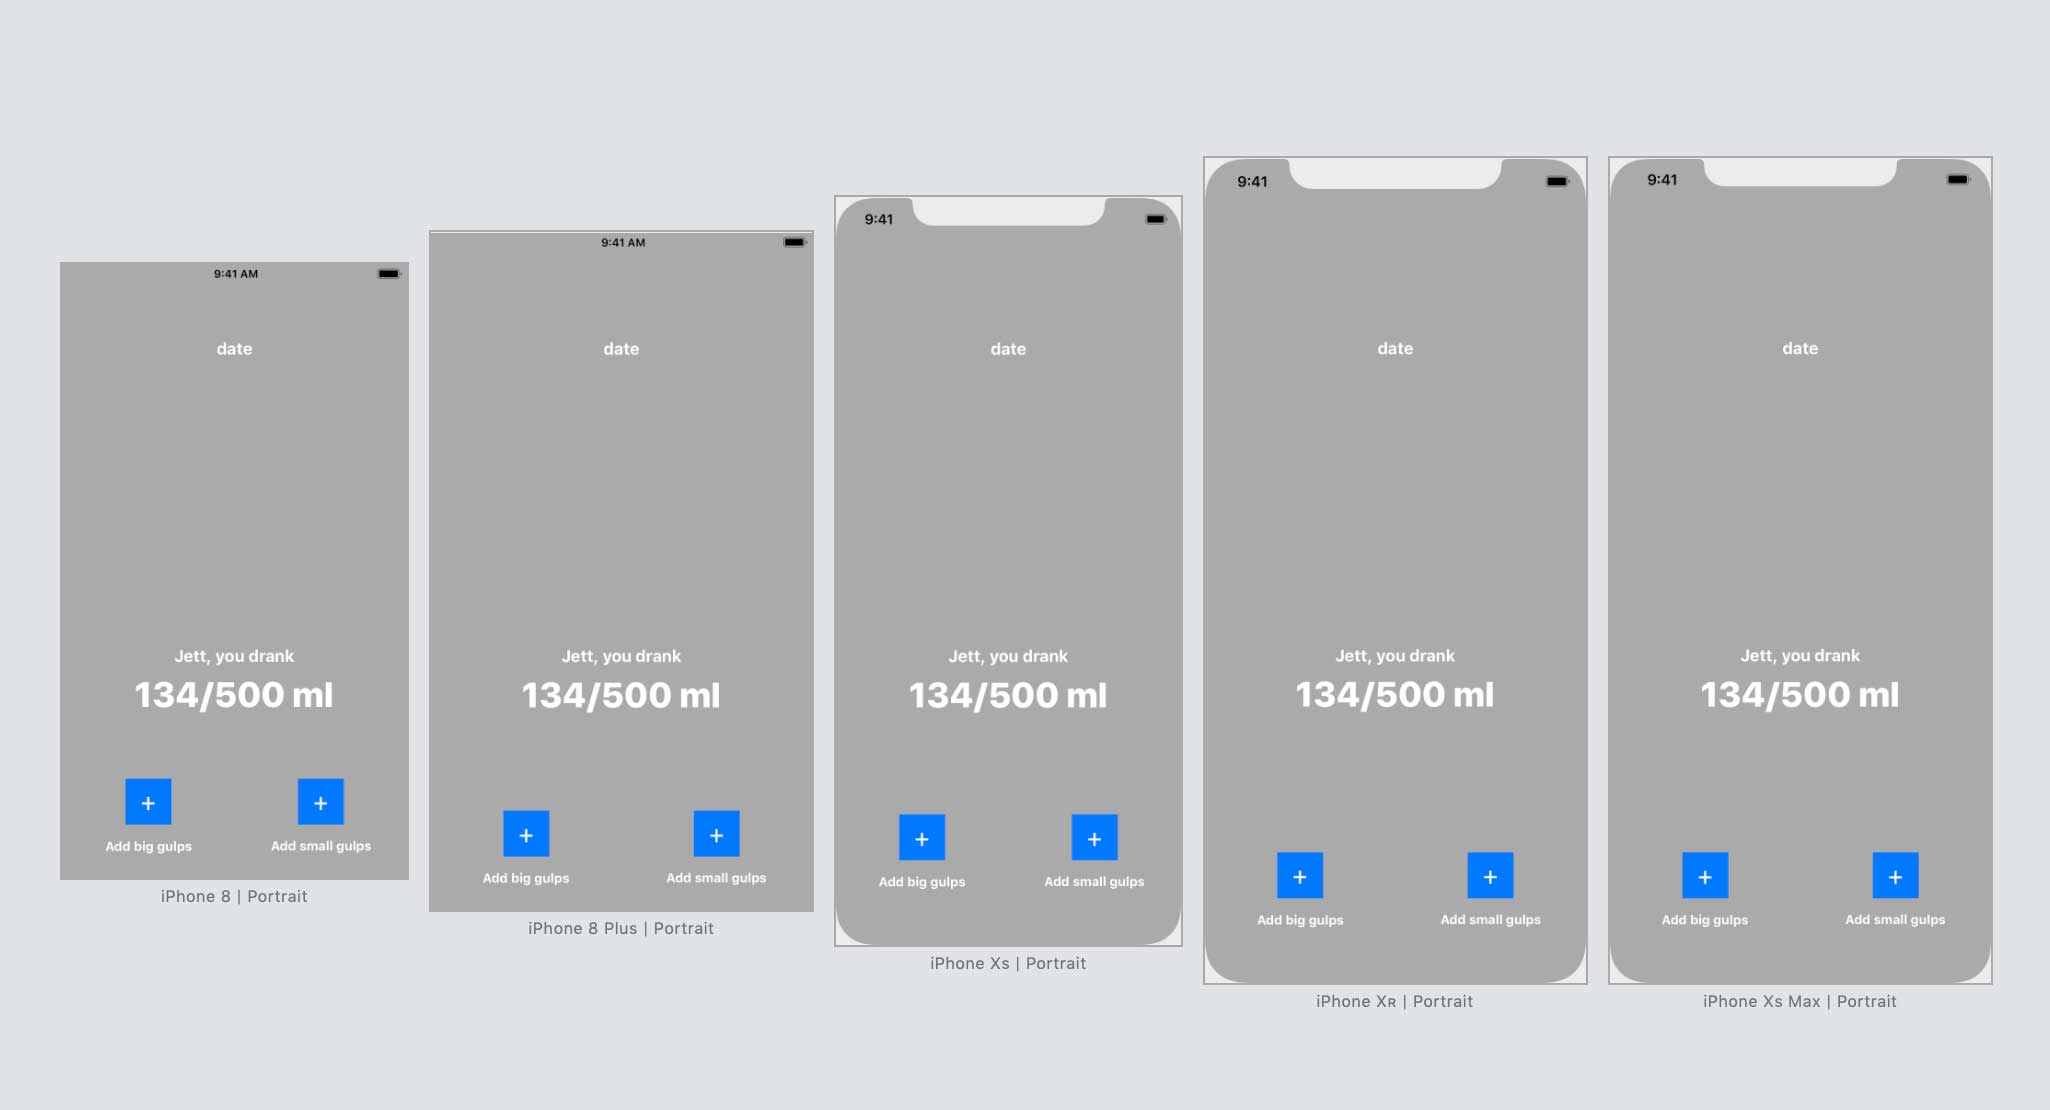 9:41 AM
date
Jett, you drank
134/500 ml
+
+
Add big gulps
Add small gulps
iPhone 8 | Portrait
9:41 AM
date
Jett, you drank
134/500 ml
+
+
Add big gulps
Add small gulps
iPhone 8 Plus | Portrait
9:41
date
Jett, you drank
134/500 ml
+
+
Add big gulps
Add small gulps
iPhone Xs | Portrait
9:41
date
Jett, you drank
134/500 ml
+
+
Add big gulps
Add small gulps
iPhone Xʀ | Portrait
9:41
date
Jett, you drank
134/500 ml
+
+
Add big gulps
Add small gulps
iPhone Xs Max | Portrait